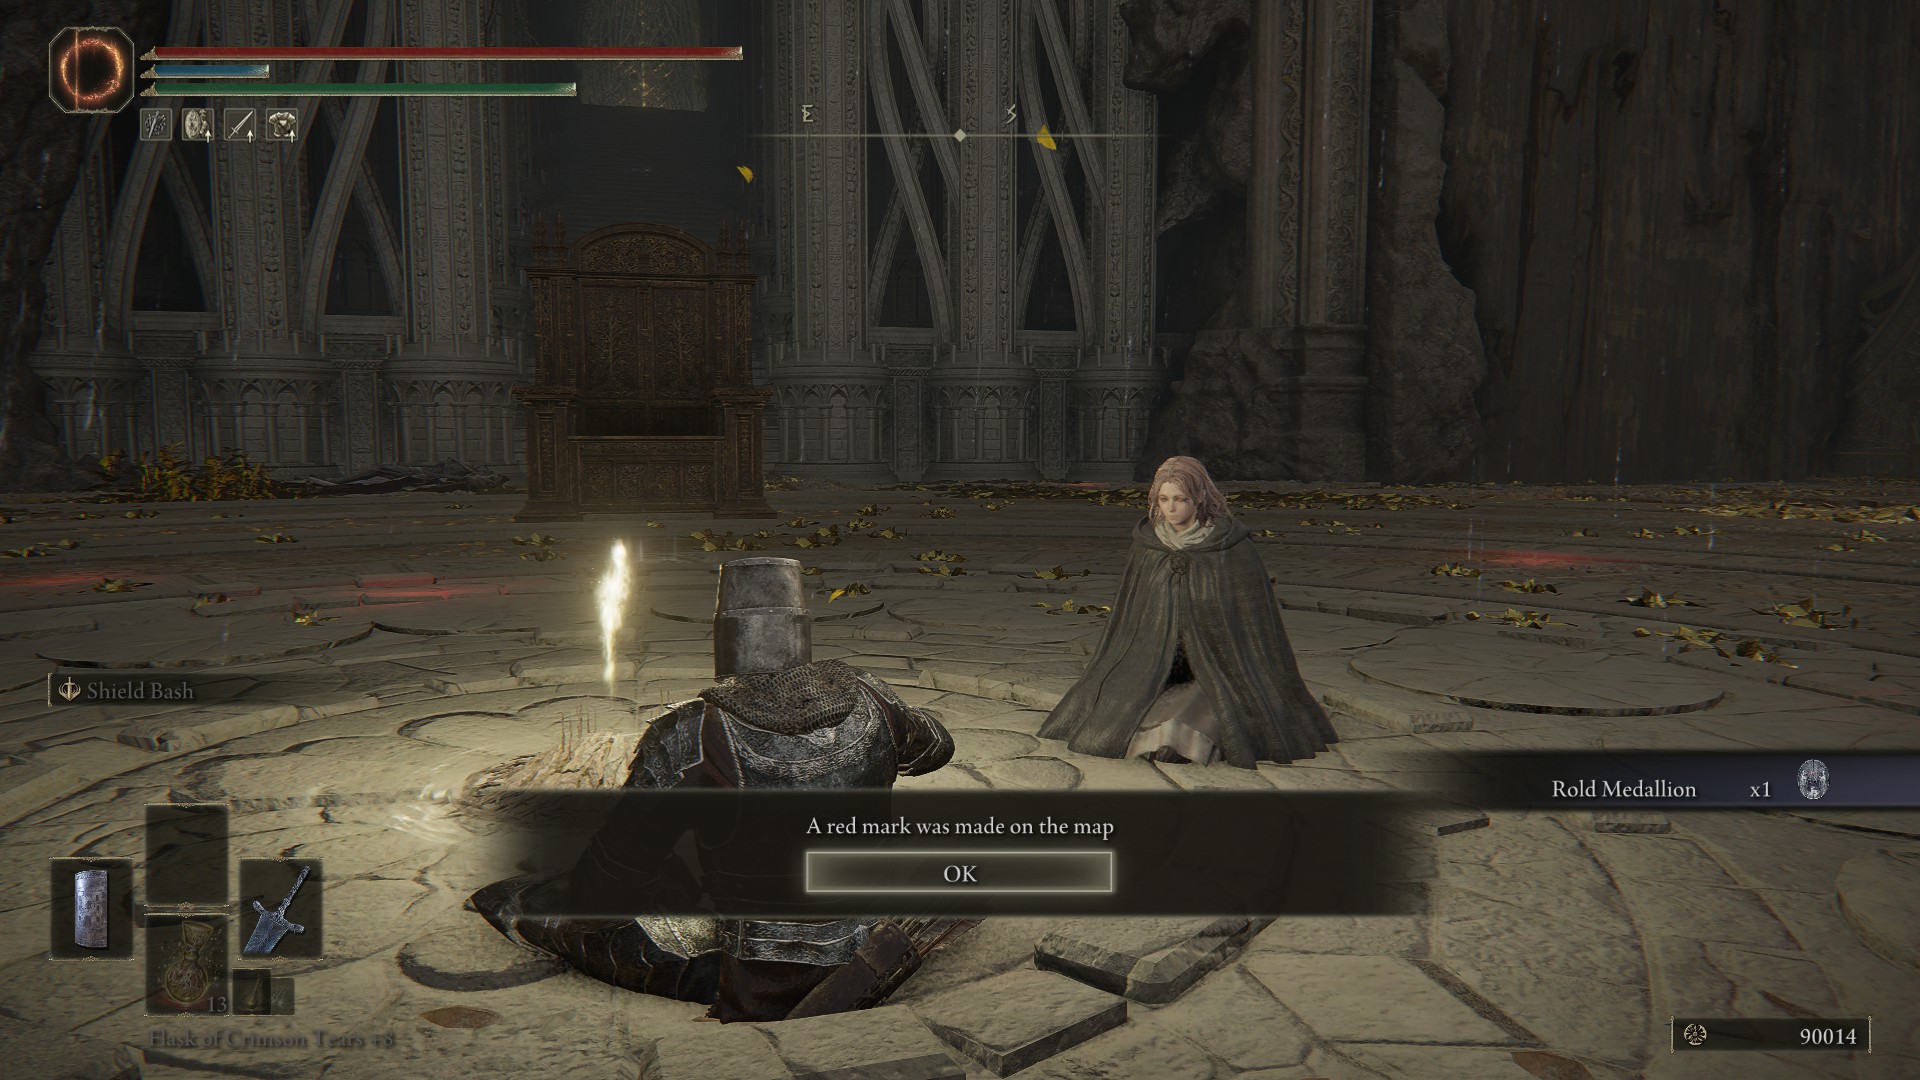 E
S
Shield Bash
Rold Medallion x1
A red mark was made on the map
OK
13
Flask of Crimson Tears +8
90014